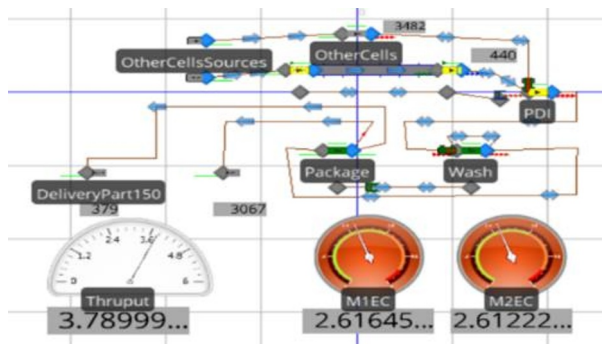 3482
OtherCells
440
OtherCellsSources
PDI
Package
Wash
DeliveryPart150
379
3067
2.4
3.6
1.2
4.8
0
6
Thruput
M1EC
M2EC
3.78999...
2.61645...
2.61222...